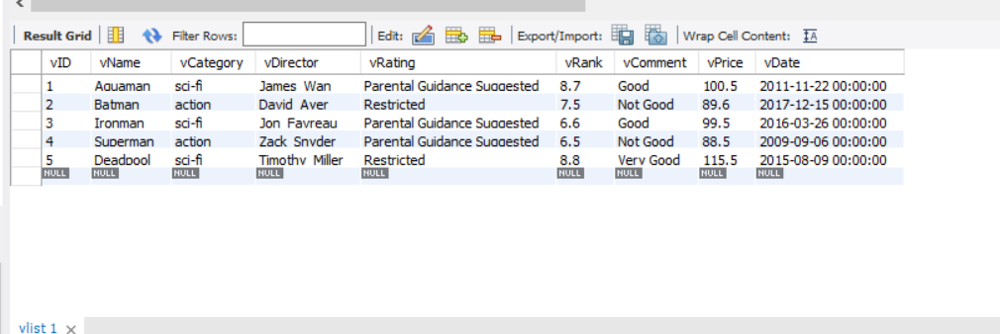 Result Grid Filter Rows: Edit: Export/Import: Wrap Cell Content: IA
vID vName vCategory vDirector vRating vRank vComment vPrice vDate
1 Aquaman sci-fi James Wan Parental Guidance Suggested 8.7 Good 100.5 2011-11-22 00:00:00
2 Batman action David Aver Restricted 7.5 Not Good 89.6 2017-12-15 00:00:00
3 Ironman sci-fi Jon Favreau Parental Guidance Suggested 6.6 Good 99.5 2016-03-26 00:00:00
4 Superman action Zack Snyder Parental Guidance Suggested 6.5 Not Good 88.5 2009-09-06 00:00:00
5 Deadpool sci-fi Timothy Miller Restricted 8.8 Very Good 115.5 2015-08-09 00:00:00
NULL NULL NULL NULL NULL NULL NULL NULL NULL
vlist 1 ×